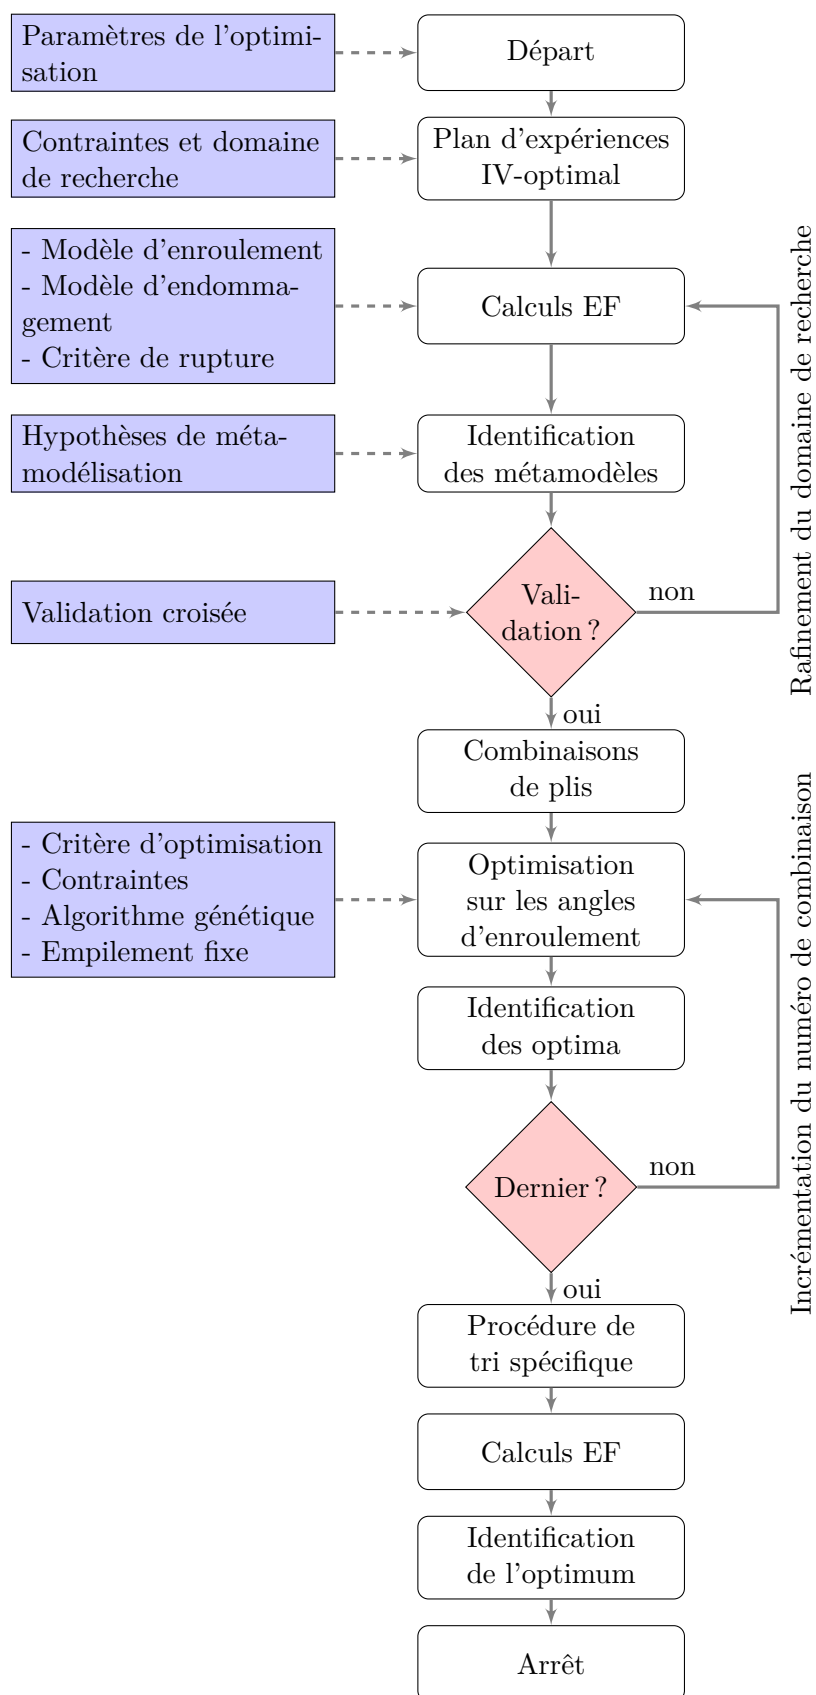 Paramètres de l'optimi-
sation
Départ
Contraintes et domaine
de recherche
Plan d'expériences
IV-optimal
- Modèle d'enroulement
- Modèle d'endomma-
gement
- Critère de rupture
Calculs EF
Rafinement du domaine de recherche
Hypothèses de méta-
modélisation
Identification
des métamodèles
Validation croisée
Vali-
dation ?
non
oui
Combinaisons
de plis
- Critère d'optimisation
- Contraintes
- Algorithme génétique
- Empilement fixe
Optimisation
sur les angles
d'enroulement
Incrémentation du numéro de combinaison
Identification
des optima
Dernier ?
non
oui
Procédure de
tri spécifique
Calculs EF
Identification
de l'optimum
Arrêt